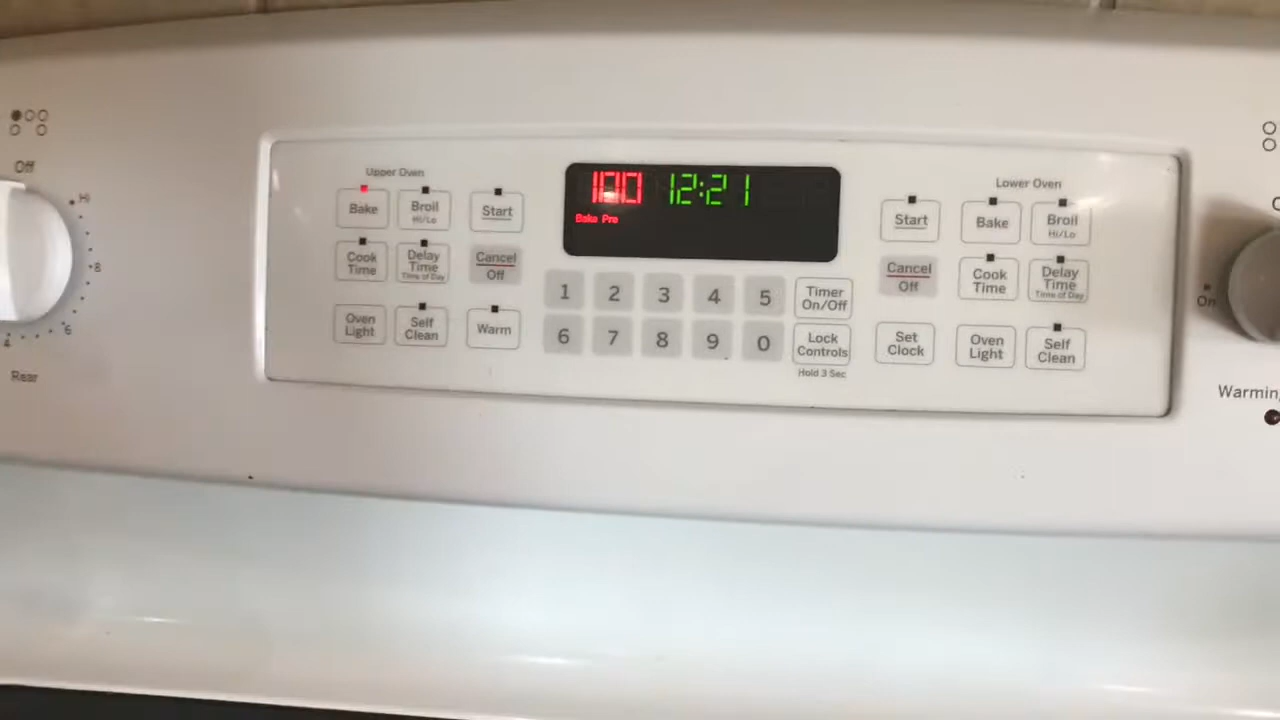 Off
Hi
8
6
4
Rear
Upper Oven
Bake
Broil
Hi/Lo
Start
Cook
Time
Delay
Time
Time of Day
Cancel
Off
Oven
Light
Self
Clean
Warm
100 12:21
Bake Pre
1 2 3 4 5
6 7 8 9 0
Timer
On/Off
Lock
Controls
Hold 3 Sec
Lower Oven
Start
Bake
Broil
Hi/Lo
Cancel
Off
Cook
Time
Delay
Time
Time of Day
Set
Clock
Oven
Light
Self
Clean
On
Warming